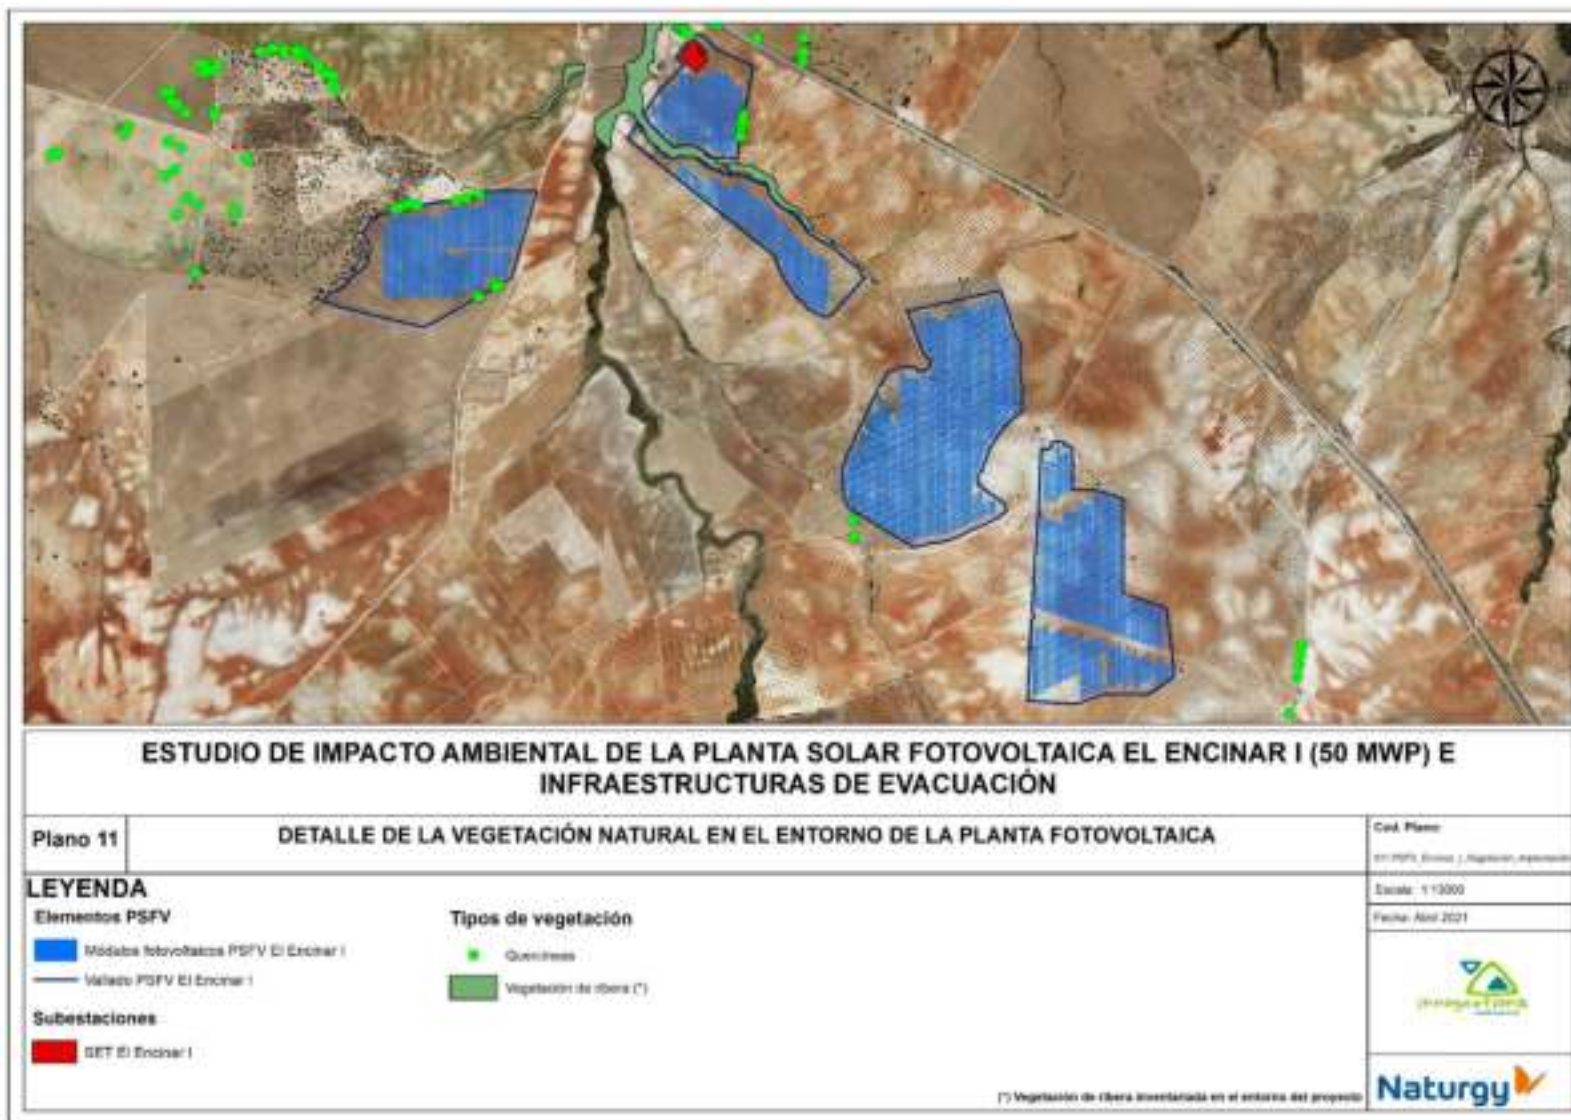 ESTUDIO DE IMPACTO AMBIENTAL DE LA PLANTA SOLAR FOTOVOLTAICA EL ENCINAR I (50 MWP) E
INFRAESTRUCTURAS DE EVACUACIÓN
Plano 11
DETALLE DE LA VEGETACIÓN NATURAL EN EL ENTORNO DE LA PLANTA FOTOVOLTAICA
Cod. Plano:
LEYENDA
Elementos PSFV
Módulos fotovoltaicos PSFV El Encinar I
Vallado PSFV El Encinar I
Subestaciones
SET El Encinar I
Tipos de vegetación
Quercíneas
Vegetación de ribera (*)
Escala: 1:13000
Fecha: Abril 2021
(*) Vegetación de ribera inventariada en el entorno del proyecto
Naturgy